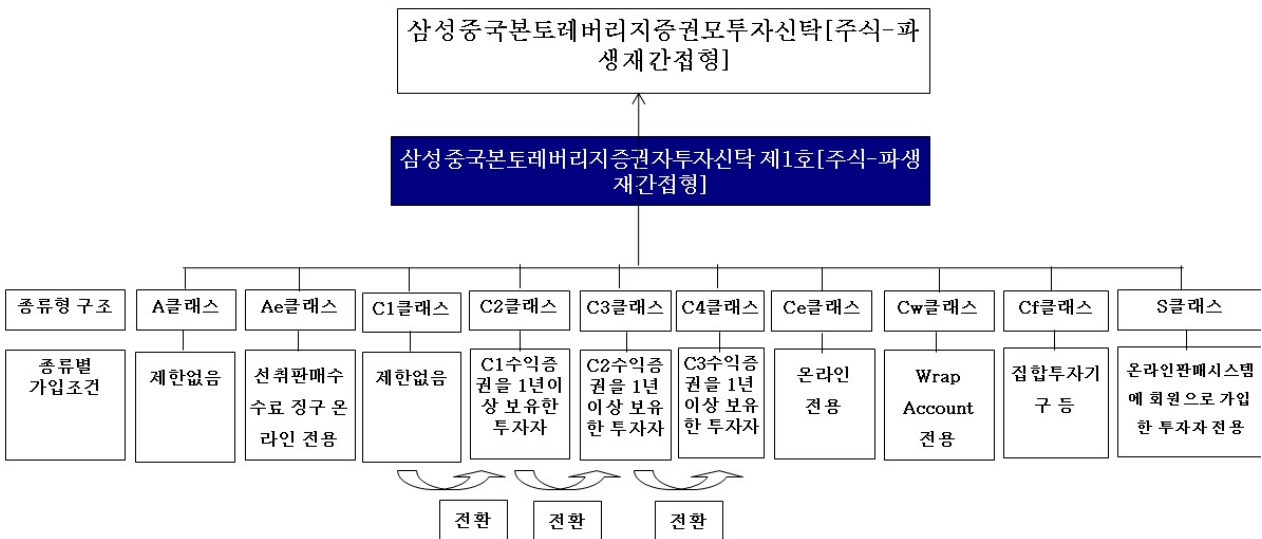 삼성중국본토레버리지증권모투자신탁[주식-파
생재간접형]
삼성중국본토레버리지증권자투자신탁 제1호[주식-파생
재간접형]
종류형 구조
A클래스
Ae클래스
C1클래스
C2클래스
C3클래스
C4클래스
Ce클래스
Cw클래스
Cf클래스
S클래스
종류별
가입조건
제한없음
선취판매수
수료 징구 온
라인 전용
제한없음
C1수익증
권을 1년이
상 보유한
투자자
C2수익증
권을 1년
이상 보유
한 투자자
C3수익증
권을 1년
이상 보유
한 투자자
온라인
전용
Wrap
Account
전용
집합투자기
구 등
온라인판매시스템
에 회원으로 가입
한 투자자 전용
전환
전환
전환